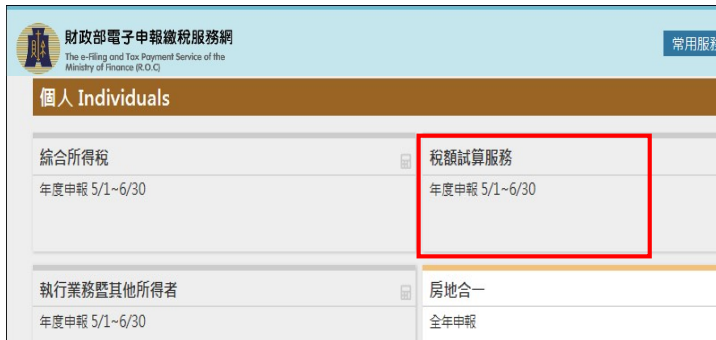 財政部電子申報繳稅服務網
The e-Filing and Tax Payment Service of the
Ministry of Finance (R.O.C)
常用服務
個人 Individuals
綜合所得稅
稅額試算服務
年度申報 5/1~6/30
年度申報 5/1~6/30
執行業務暨其他所得者
房地合一
年度申報 5/1~6/30
全年申報